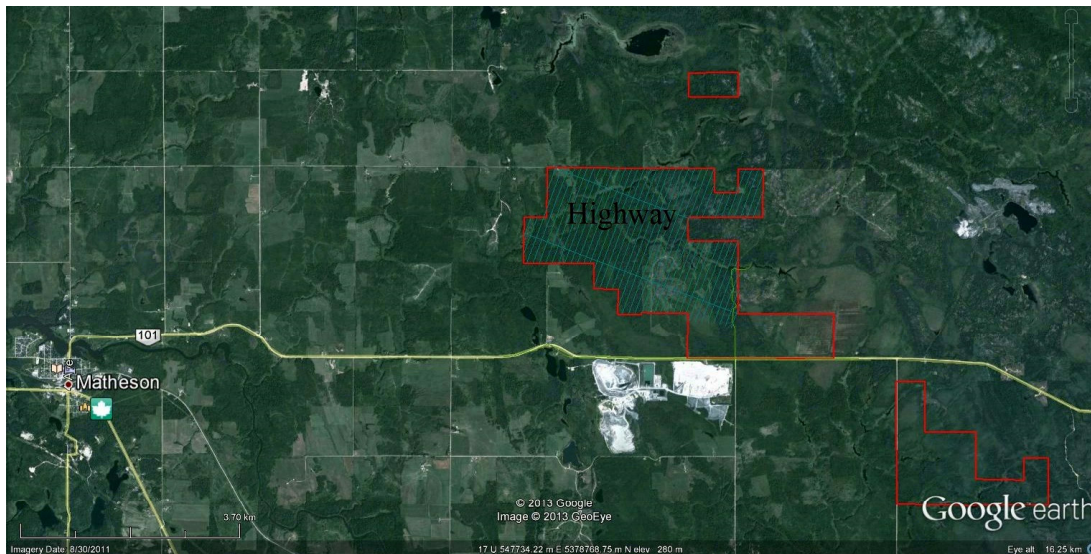 Highway
101
Matheson
© 2013 Google
Image © 2013 GeoEye
Google earth
3.70 km
Imagery Date 8/30/2011
17 U 547734.22 m E 5378768.75 m N elev 280 m
Eye alt 16.25 km